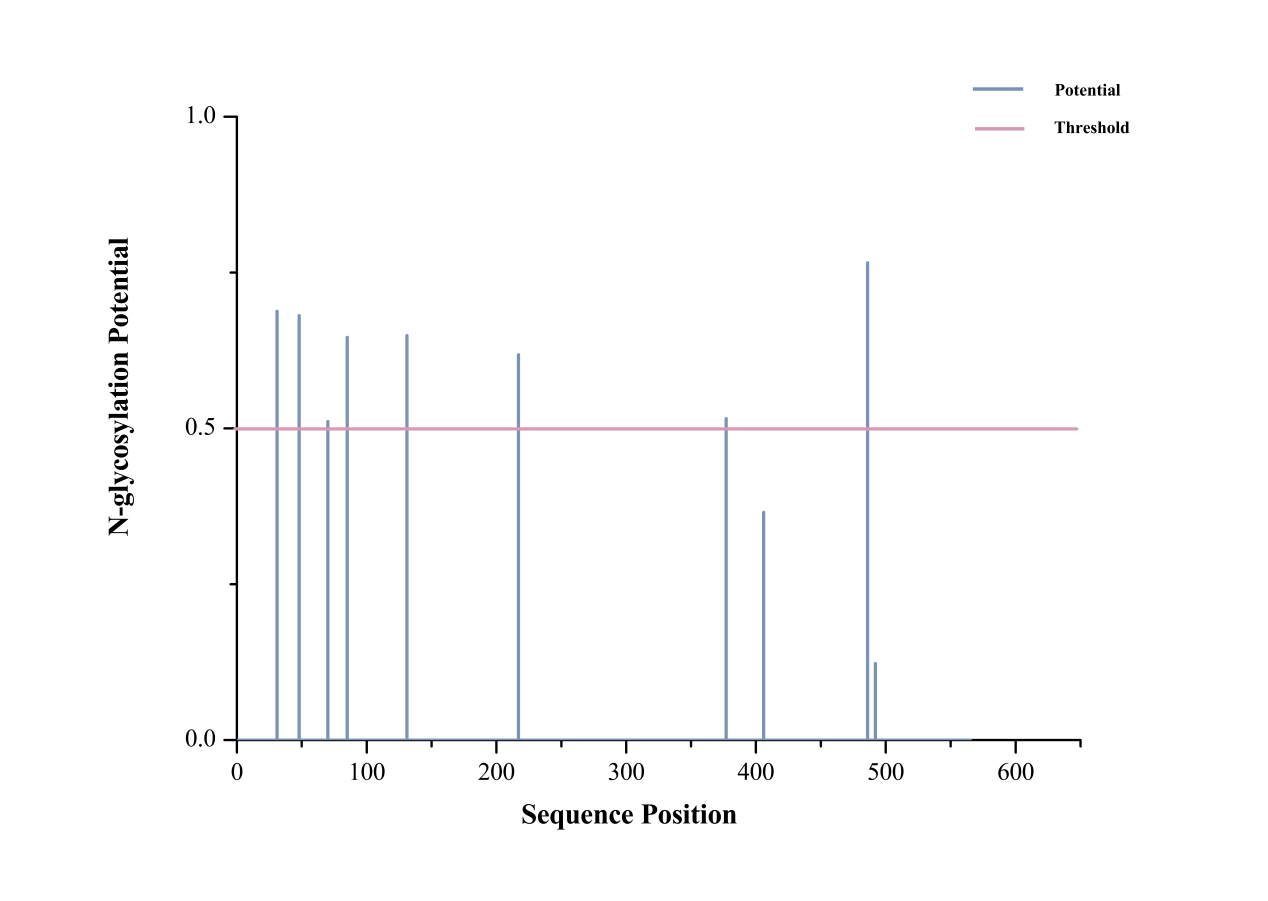 Potential
Threshold
1.0
0.5
0.0
N-glycosylation Potential
0 100 200 300 400 500 600
Sequence Position